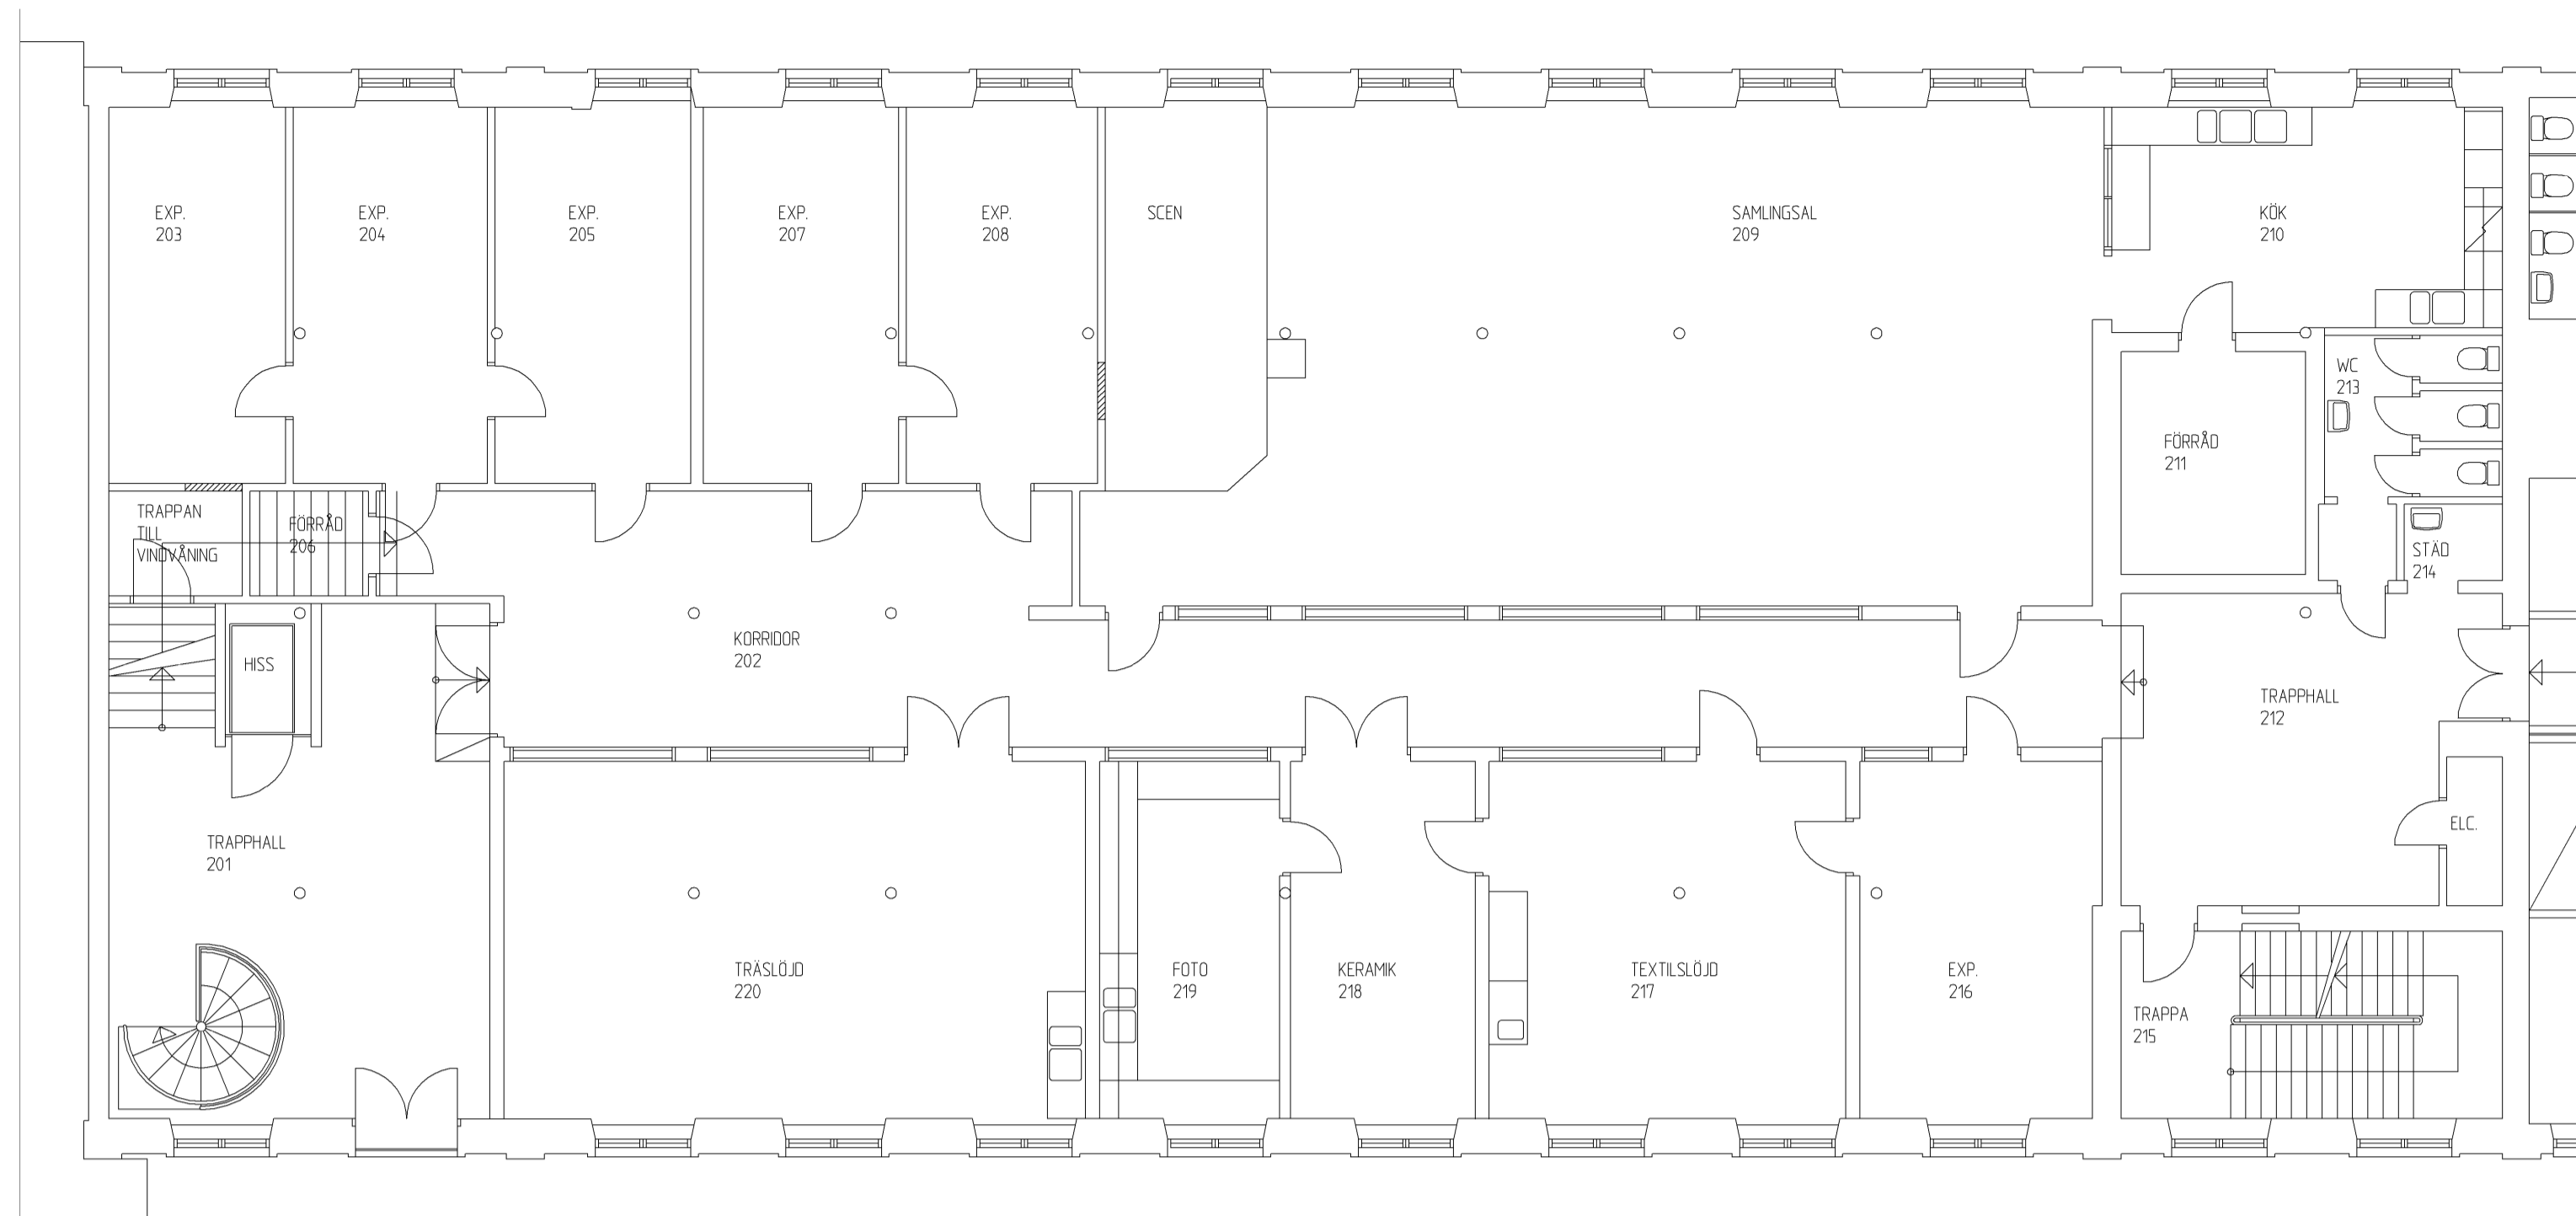 EXP.
203
EXP.
204
EXP.
205
EXP.
207
EXP.
208
SCEN
SAMLINGSAL
209
KÖK
210
WC
213
FÖRRÅD
211
TRAPPAN
TILL
VINDVÅNING
FÖRRÅD
206
STÄD
214
KORRIDOR
202
HISS
TRAPPHALL
212
TRAPPHALL
201
ELC.
TRÄSLÖJD
220
FOTO
219
KERAMIK
218
TEXTILSLÖJD
217
EXP.
216
TRAPPA
215